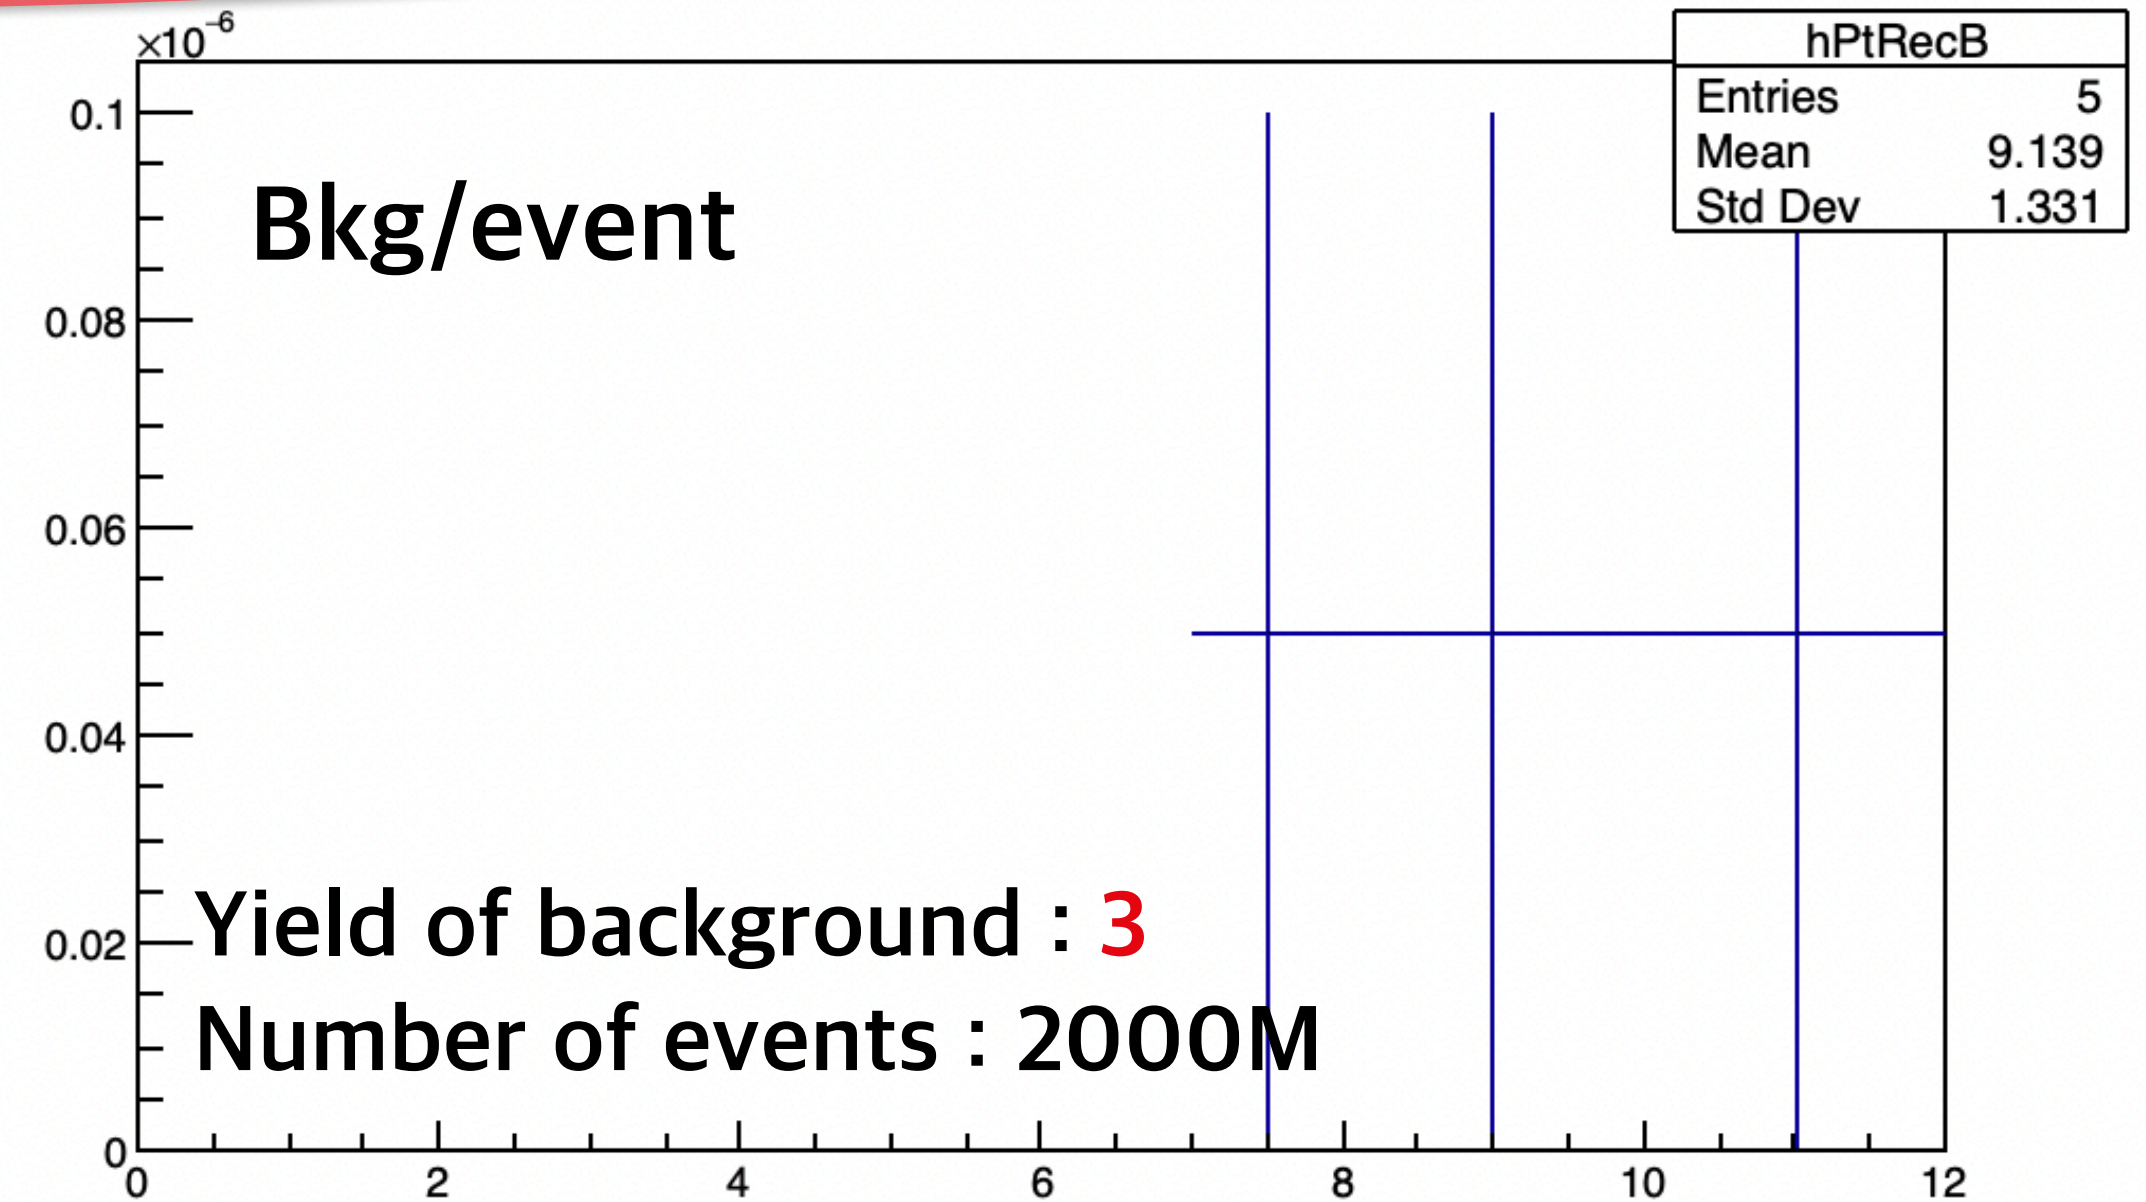 ×10⁻⁶
hPtRecB
Entries 5
Mean 9.139
Std Dev 1.331
0.1
0.08
0.06
0.04
0.02
0
Bkg/event
Yield of background : 3
Number of events : 2000M
0 2 4 6 8 10 12